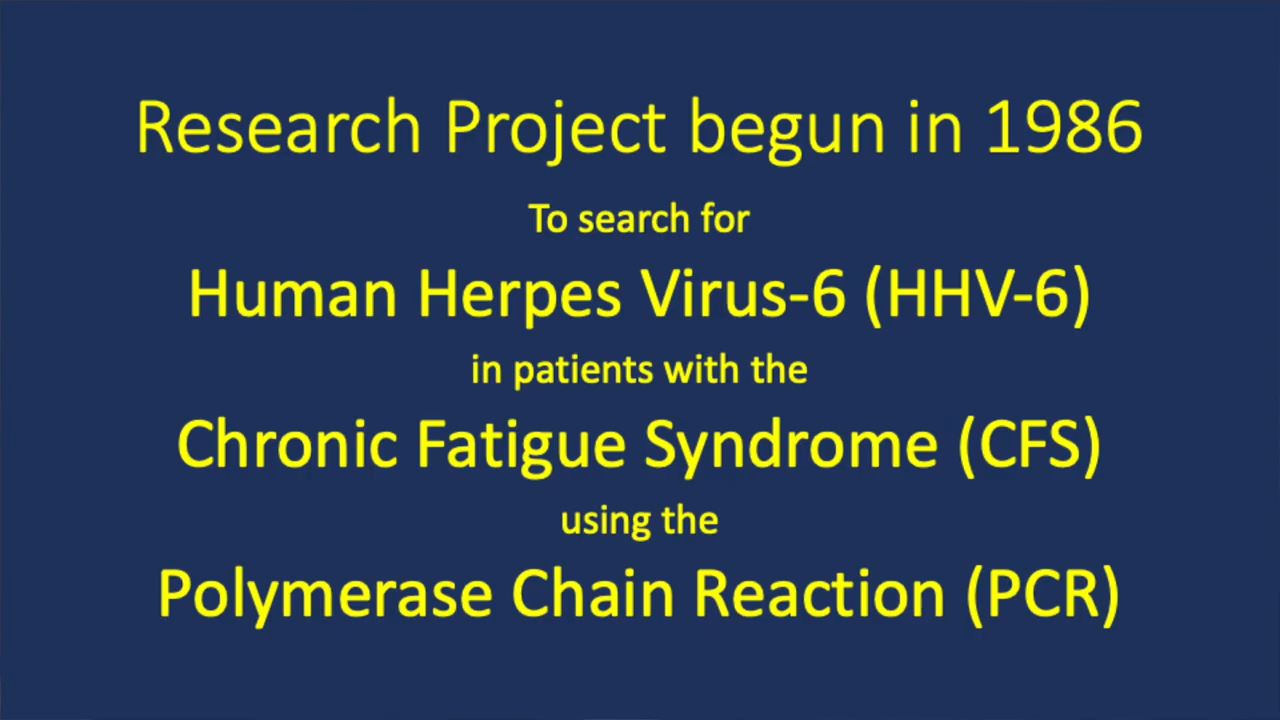 Research Project begun in 1986
To search for
Human Herpes Virus-6 (HHV-6)
in patients with the
Chronic Fatigue Syndrome (CFS)
using the
Polymerase Chain Reaction (PCR)